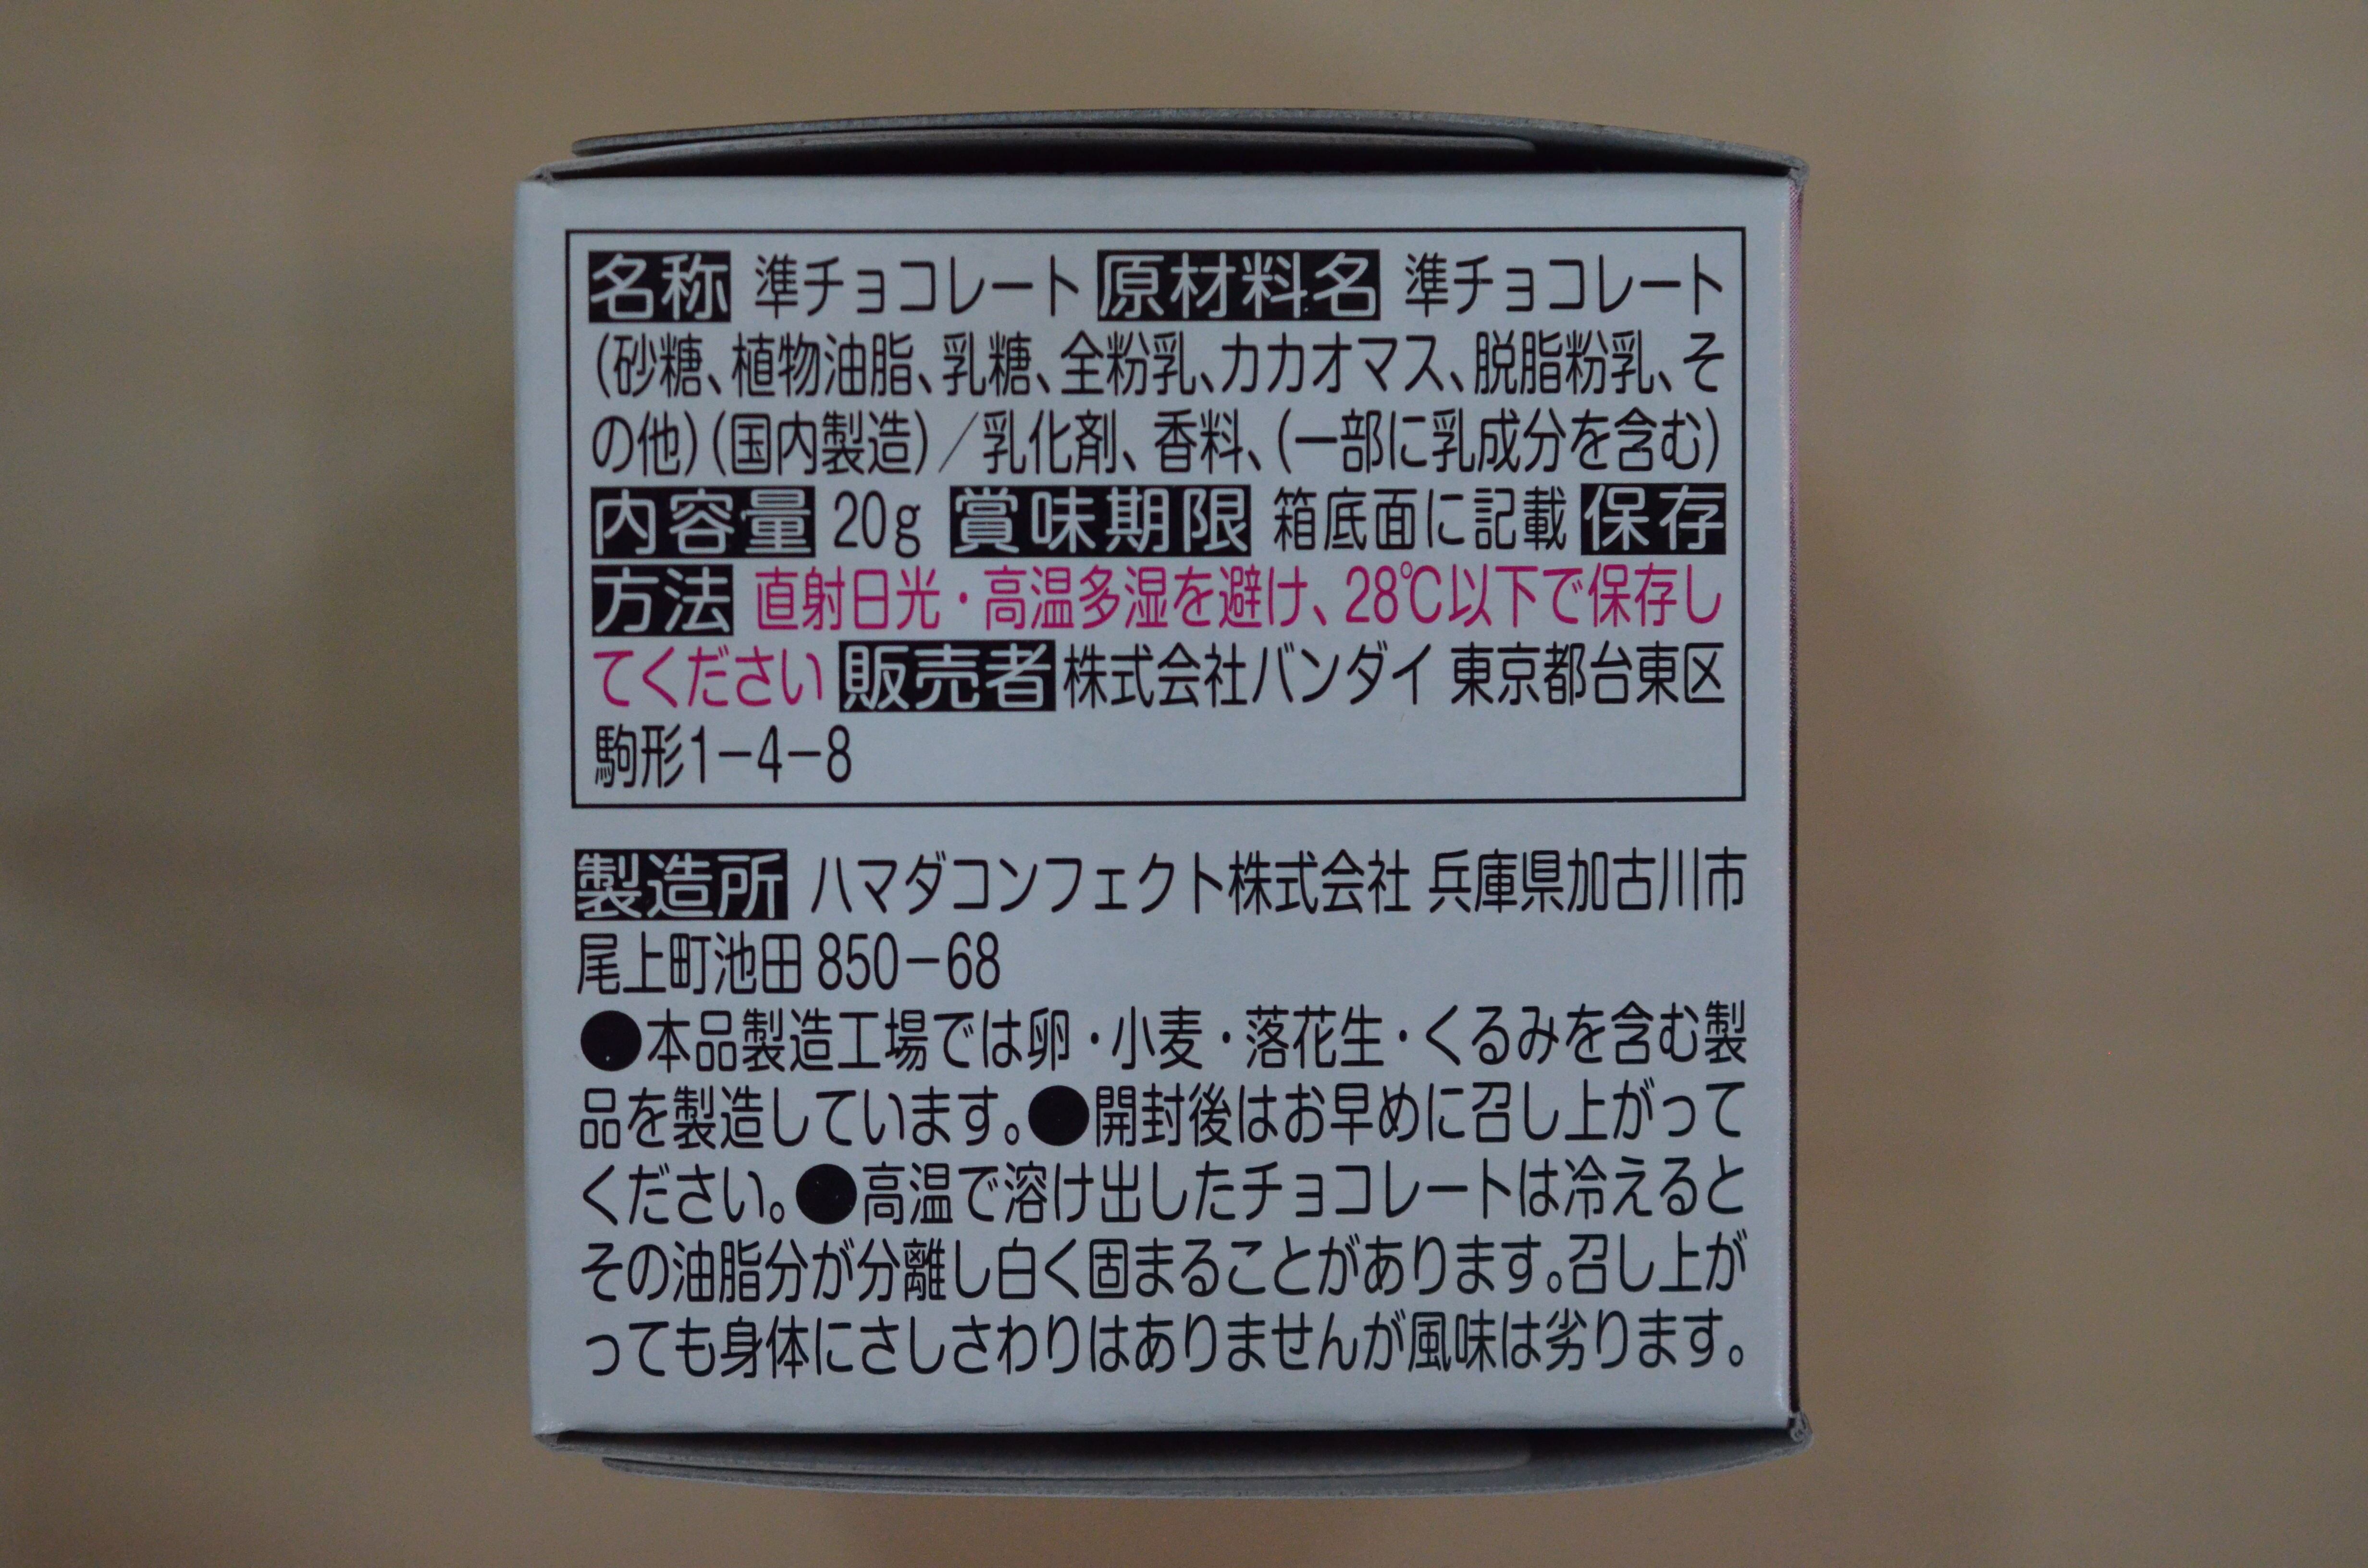 名称 準チョコレート 原材料名 準チョコレート
(砂糖、植物油脂、乳糖、全粉乳、カカオマス、脱脂粉乳、そ
の他)(国内製造)/乳化剤、香料、(一部に乳成分を含む)
内容量 20g 賞味期限 箱底面に記載 保存
方法 直射日光・高温多湿を避け、28℃以下で保存し
てください 販売者 株式会社バンダイ 東京都台東区
駒形1-4-8
製造所 ハマダコンフェクト株式会社 兵庫県加古川市
尾上町池田850-68
●本品製造工場では卵・小麦・落花生・くるみを含む製
品を製造しています。●開封後はお早めに召し上がって
ください。●高温で溶け出したチョコレートは冷えると
その油脂分が分離し白く固まることがあります。召し上が
っても身体にさしさわりはありませんが風味は劣ります。